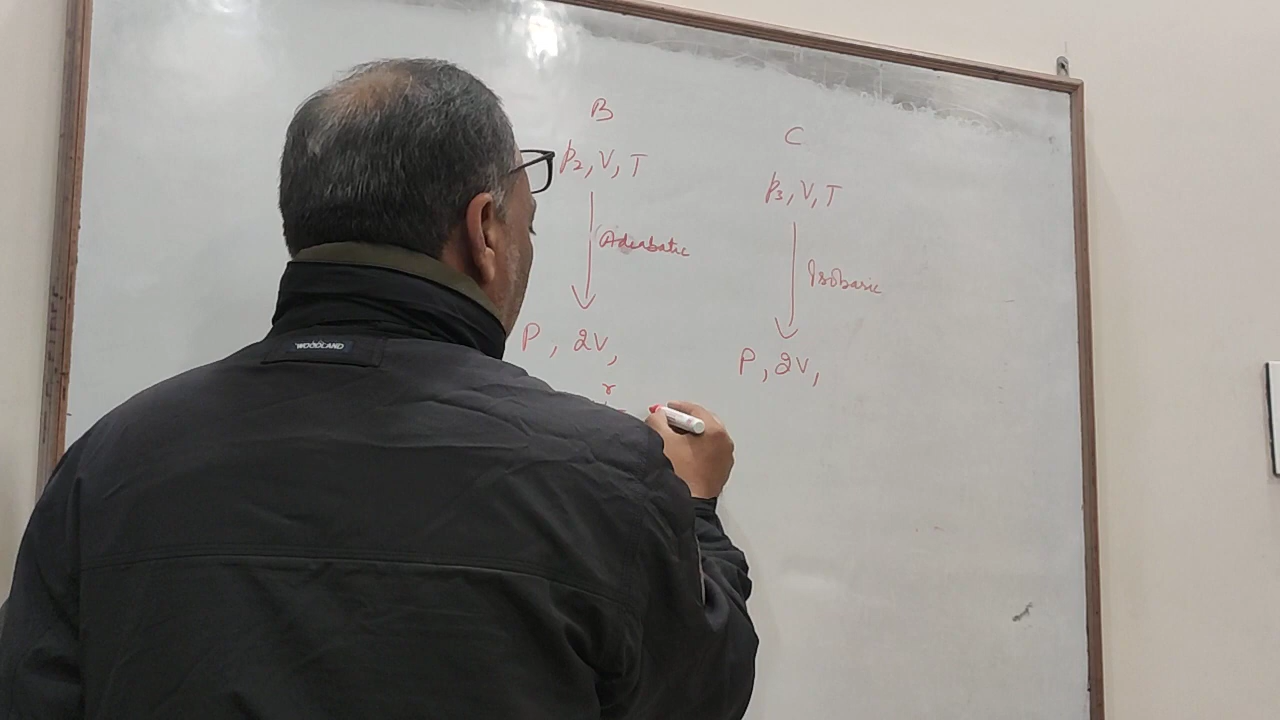 B
p₂, V, T
Adiabatic
P, 2V,
γ
C
p₃, V, T
Isobaric
P, 2V,
WOODLAND